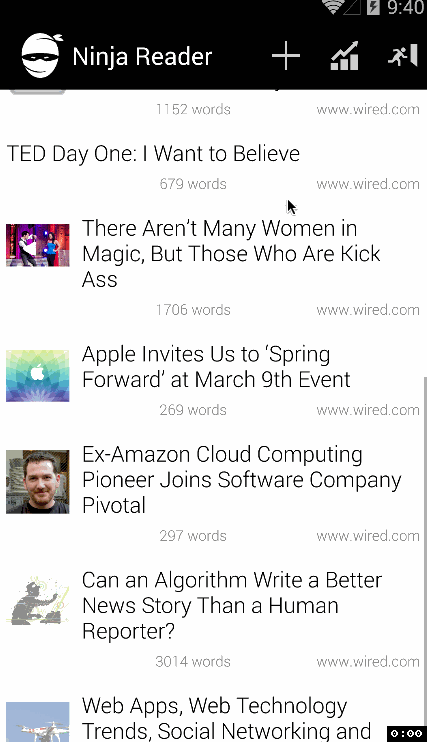 9:40
Ninja Reader
1152 words www.wired.com
TED Day One: I Want to Believe
679 words www.wired.com
There Aren’t Many Women in
Magic, But Those Who Are Kick
Ass
1706 words www.wired.com
Apple Invites Us to ‘Spring
Forward’ at March 9th Event
269 words www.wired.com
Ex-Amazon Cloud Computing
Pioneer Joins Software Company
Pivotal
297 words www.wired.com
Can an Algorithm Write a Better
News Story Than a Human
Reporter?
3014 words www.wired.com
Web Apps, Web Technology
Trends, Social Networking and
0:00